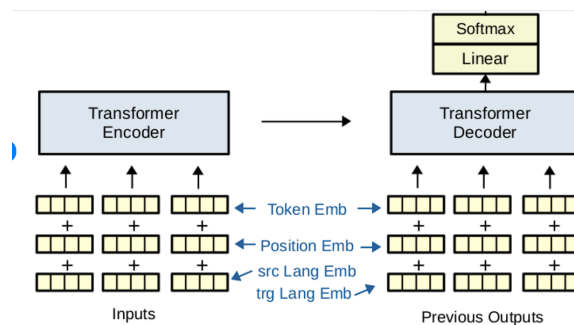 Softmax
Linear
Transformer
Encoder
Transformer
Decoder
+ + + + + +
Token Emb
+ + + + + +
Position Emb
src Lang Emb
trg Lang Emb
Inputs
Previous Outputs